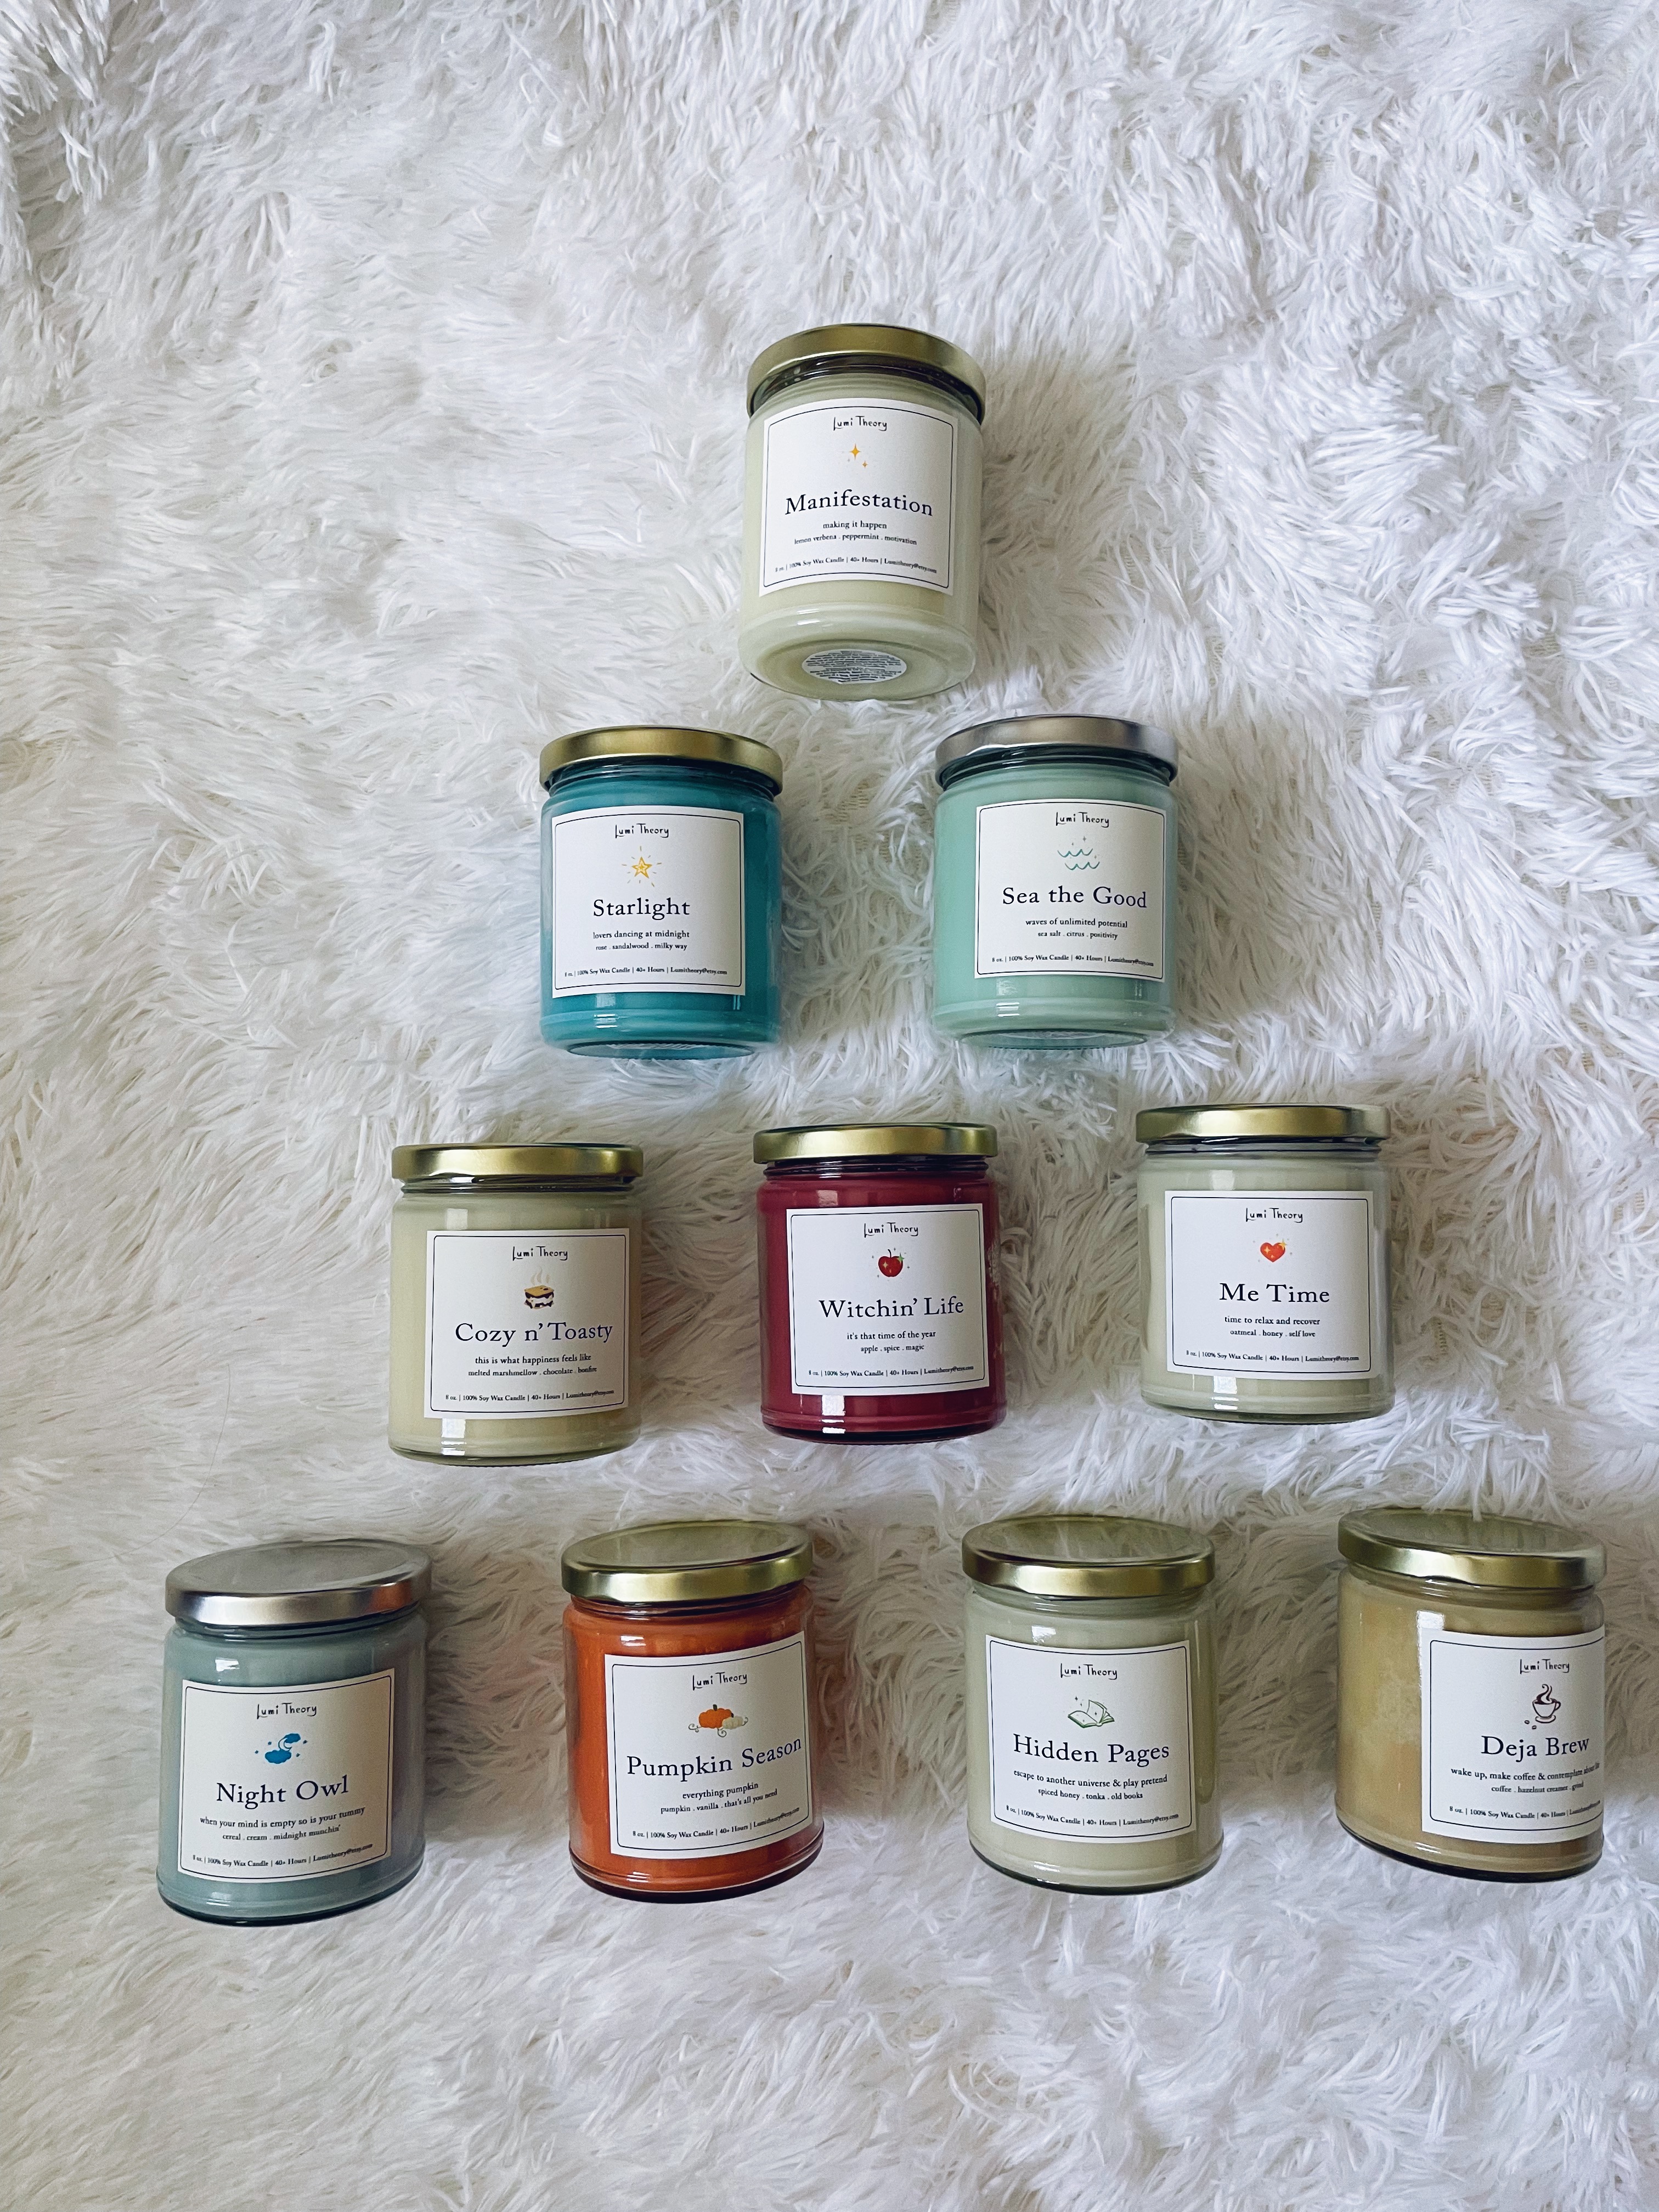 Lumi Theory
Manifestation
making it happen
lemon verbena . peppermint . motivation
8 oz. | 100% Soy Wax Candle | 40+ Hours | Lumitheory@etsy.com
Lumi Theory
Starlight
lovers dancing at midnight
rose . sandalwood . milky way
8 oz. | 100% Soy Wax Candle | 40+ Hours | Lumitheory@etsy.com
Lumi Theory
Sea the Good
waves of unlimited potential
sea salt . citrus . positivity
8 oz. | 100% Soy Wax Candle | 40+ Hours | Lumitheory@etsy.com
Lumi Theory
Cozy n' Toasty
this is what happiness feels like
melted marshmellow . chocolate . bonfire
8 oz. | 100% Soy Wax Candle | 40+ Hours | Lumitheory@etsy.com
Lumi Theory
Witchin' Life
it's that time of the year
apple . spice . magic
8 oz. | 100% Soy Wax Candle | 40+ Hours | Lumitheory@etsy.com
Lumi Theory
Me Time
time to relax and recover
oatmeal . honey . self love
8 oz. | 100% Soy Wax Candle | 40+ Hours | Lumitheory@etsy.com
Lumi Theory
Night Owl
when your mind is empty so is your tummy
cereal . cream . midnight munchin'
8 oz. | 100% Soy Wax Candle | 40+ Hours | Lumitheory@etsy.com
Lumi Theory
Pumpkin Season
everything pumpkin
pumpkin . vanilla . that's all you need
8 oz. | 100% Soy Wax Candle | 40+ Hours | Lumitheory@etsy.com
Lumi Theory
Hidden Pages
escape to another universe & play pretend
spiced honey . tonka . old books
8 oz. | 100% Soy Wax Candle | 40+ Hours | Lumitheory@etsy.com
Lumi Theory
Deja Brew
wake up, make coffee & contemplate about
coffee . hazelnut creamer . grind
8 oz. | 100% Soy Wax Candle | 40+ Hours | Lumitheory@etsy.com